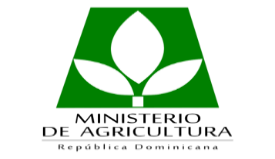 MINISTERIO
DE AGRICULTURA
República Dominicana